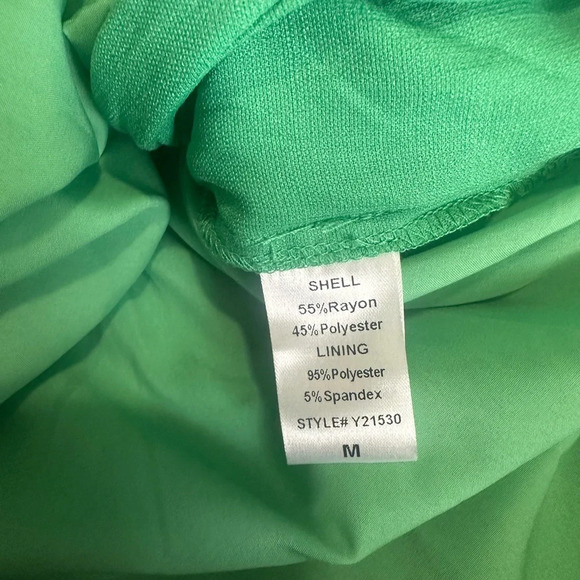 SHELL
55%Rayon
45%Polyester
LINING
95%Polyester
5%Spandex
STYLE# Y21530
M